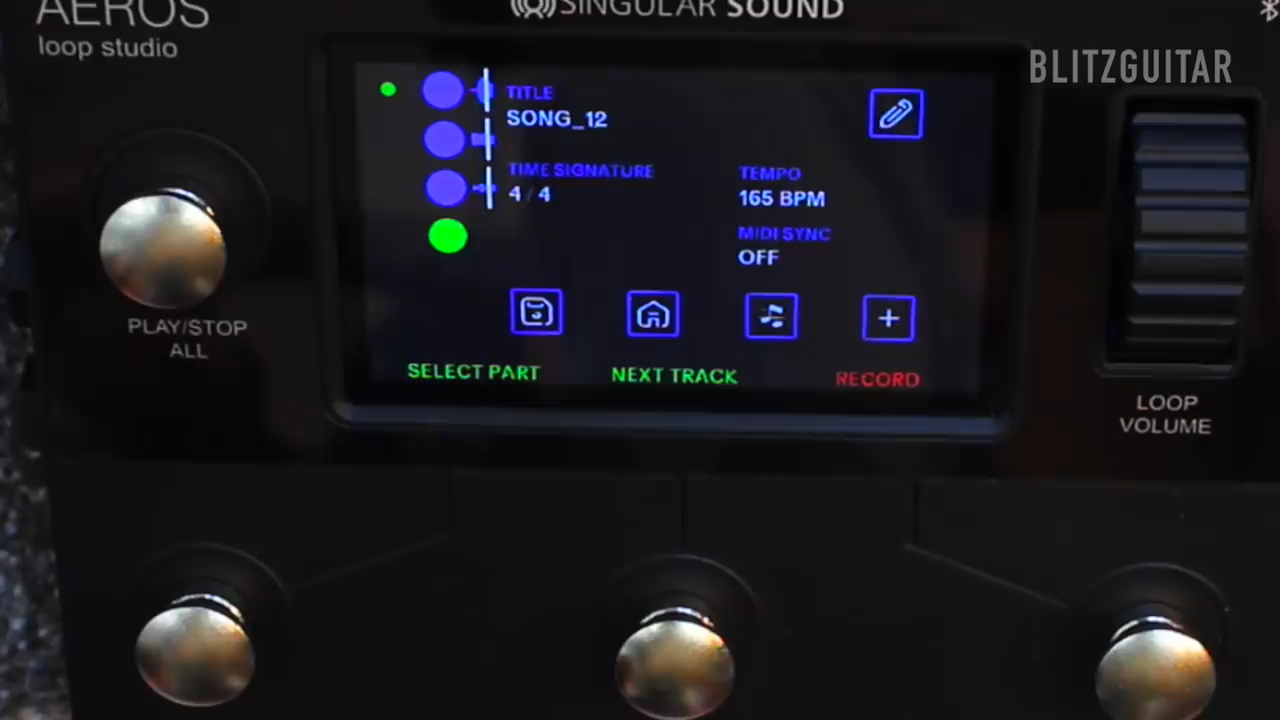 AEROS
loop studio
SINGULAR SOUND
BLITZGUITAR
TITLE
SONG_12
TIME SIGNATURE
4 / 4
TEMPO
165 BPM
MIDI SYNC
OFF
SELECT PART
NEXT TRACK
RECORD
PLAY/STOP
ALL
LOOP
VOLUME